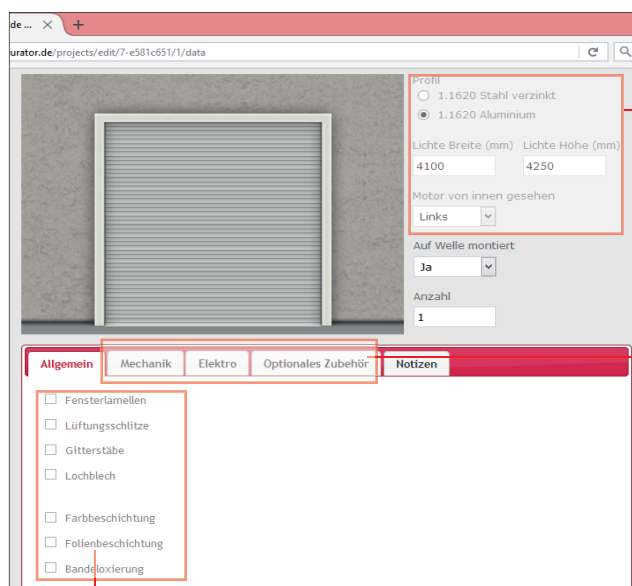 de ...
urator.de/projects/edit/7-e581c651/1/data
Profil
1.1620 Stahl verzinkt
1.1620 Aluminium
Lichte Breite (mm) Lichte Höhe (mm)
4100 4250
Motor von innen gesehen
Links
Auf Welle montiert
Ja
Anzahl
1
Allgemein Mechanik Elektro Optionales Zubehör Notizen
Fensterlamellen
Lüftungsschlitze
Gitterstäbe
Lochblech
Farbbeschichtung
Folienbeschichtung
Bandeloxierung